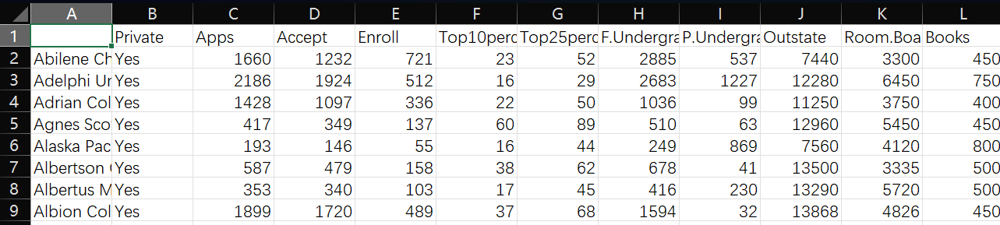 A B C D E F G H I J K L
1 Private Apps Accept Enroll Top10perc Top25perc F.Undergra P.Undergra Outstate Room.Boa Books
2 Abilene Ch Yes 1660 1232 721 23 52 2885 537 7440 3300 450
3 Adelphi Ur Yes 2186 1924 512 16 29 2683 1227 12280 6450 750
4 Adrian Col Yes 1428 1097 336 22 50 1036 99 11250 3750 400
5 Agnes Sco Yes 417 349 137 60 89 510 63 12960 5450 450
6 Alaska Pac Yes 193 146 55 16 44 249 869 7560 4120 800
7 Albertson Yes 587 479 158 38 62 678 41 13500 3335 500
8 Albertus M Yes 353 340 103 17 45 416 230 13290 5720 500
9 Albion Col Yes 1899 1720 489 37 68 1594 32 13868 4826 450